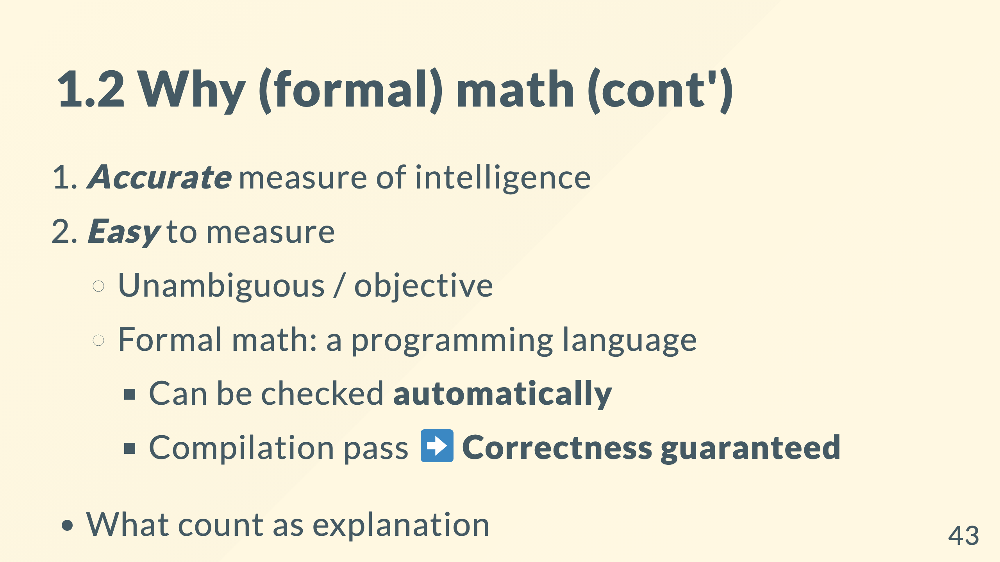 1.2 Why (formal) math (cont')
1. Accurate measure of intelligence
2. Easy to measure
○ Unambiguous / objective
○ Formal math: a programming language
▪ Can be checked automatically
▪ Compilation pass ➡ Correctness guaranteed
• What count as explanation
43